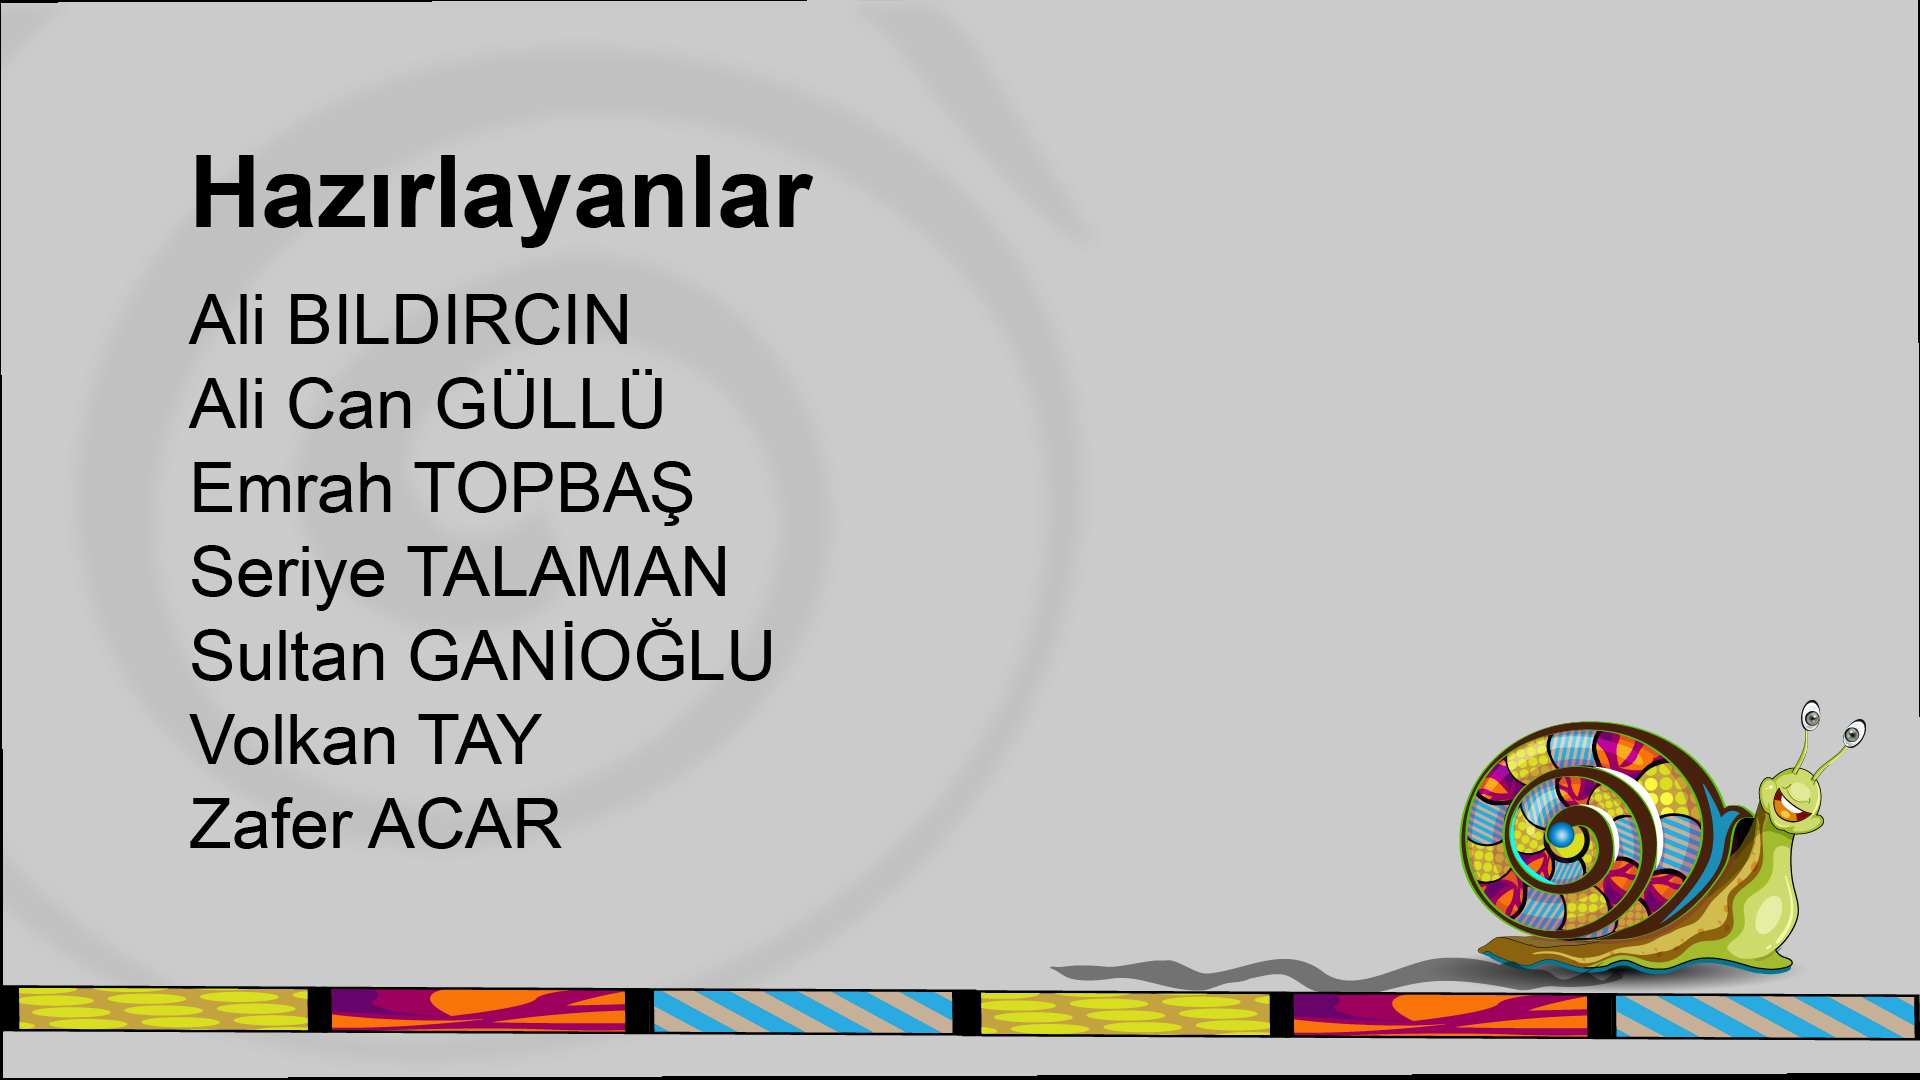 Hazırlayanlar
Ali BILDIRCIN
Ali Can GÜLLÜ
Emrah TOPBAŞ
Seriye TALAMAN
Sultan GANİOĞLU
Volkan TAY
Zafer ACAR